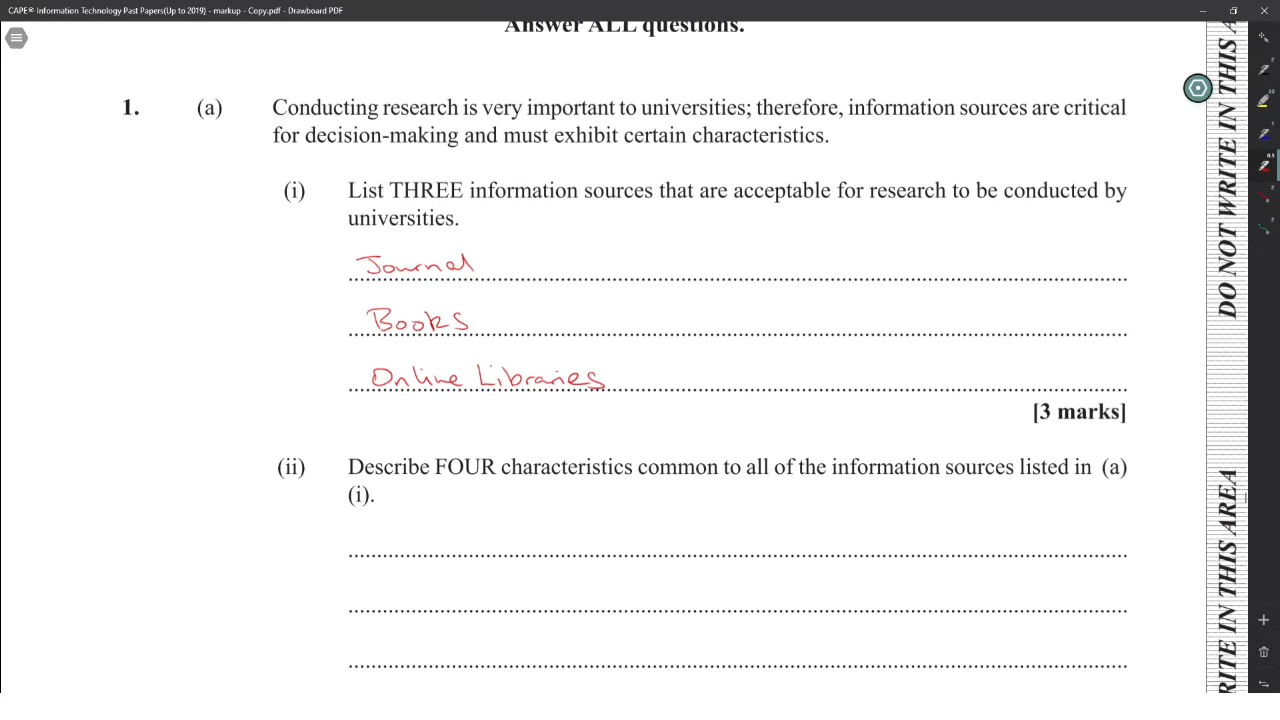 CAPE® Information Technology Past Papers(Up to 2019) - markup - Copy.pdf - Drawboard PDF
Answer ALL questions.
1. (a) Conducting research is very important to universities; therefore, information sources are critical
for decision-making and must exhibit certain characteristics.
(i) List THREE information sources that are acceptable for research to be conducted by
universities.
Journal
Books
Online Libraries
[3 marks]
(ii) Describe FOUR characteristics common to all of the information sources listed in (a)
(i).
DO NOT WRITE IN THIS A
RITE IN THIS AREA